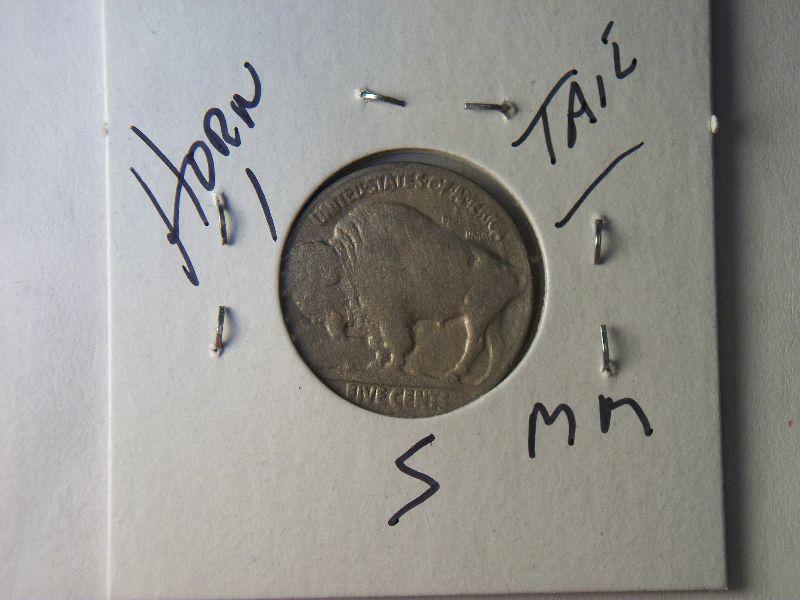 HORN
TAIL
UNITED STATES OF AMERICA
FIVE CENTS
S
MM